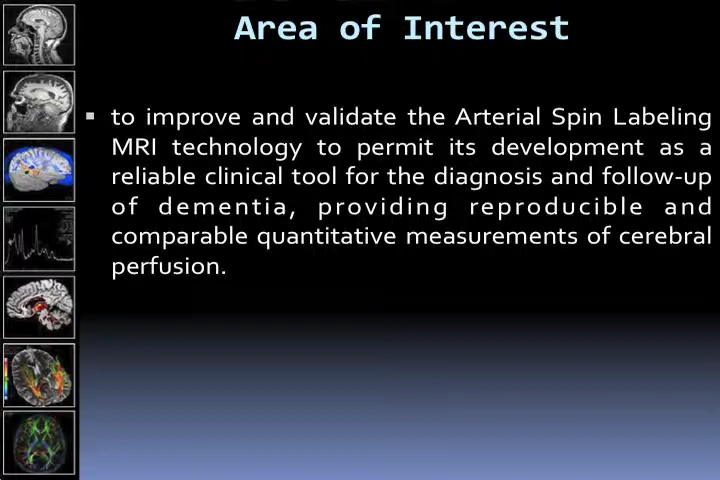 Area of Interest
▪ to improve and validate the Arterial Spin Labeling
MRI technology to permit its development as a
reliable clinical tool for the diagnosis and follow-up
of dementia, providing reproducible and
comparable quantitative measurements of cerebral
perfusion.